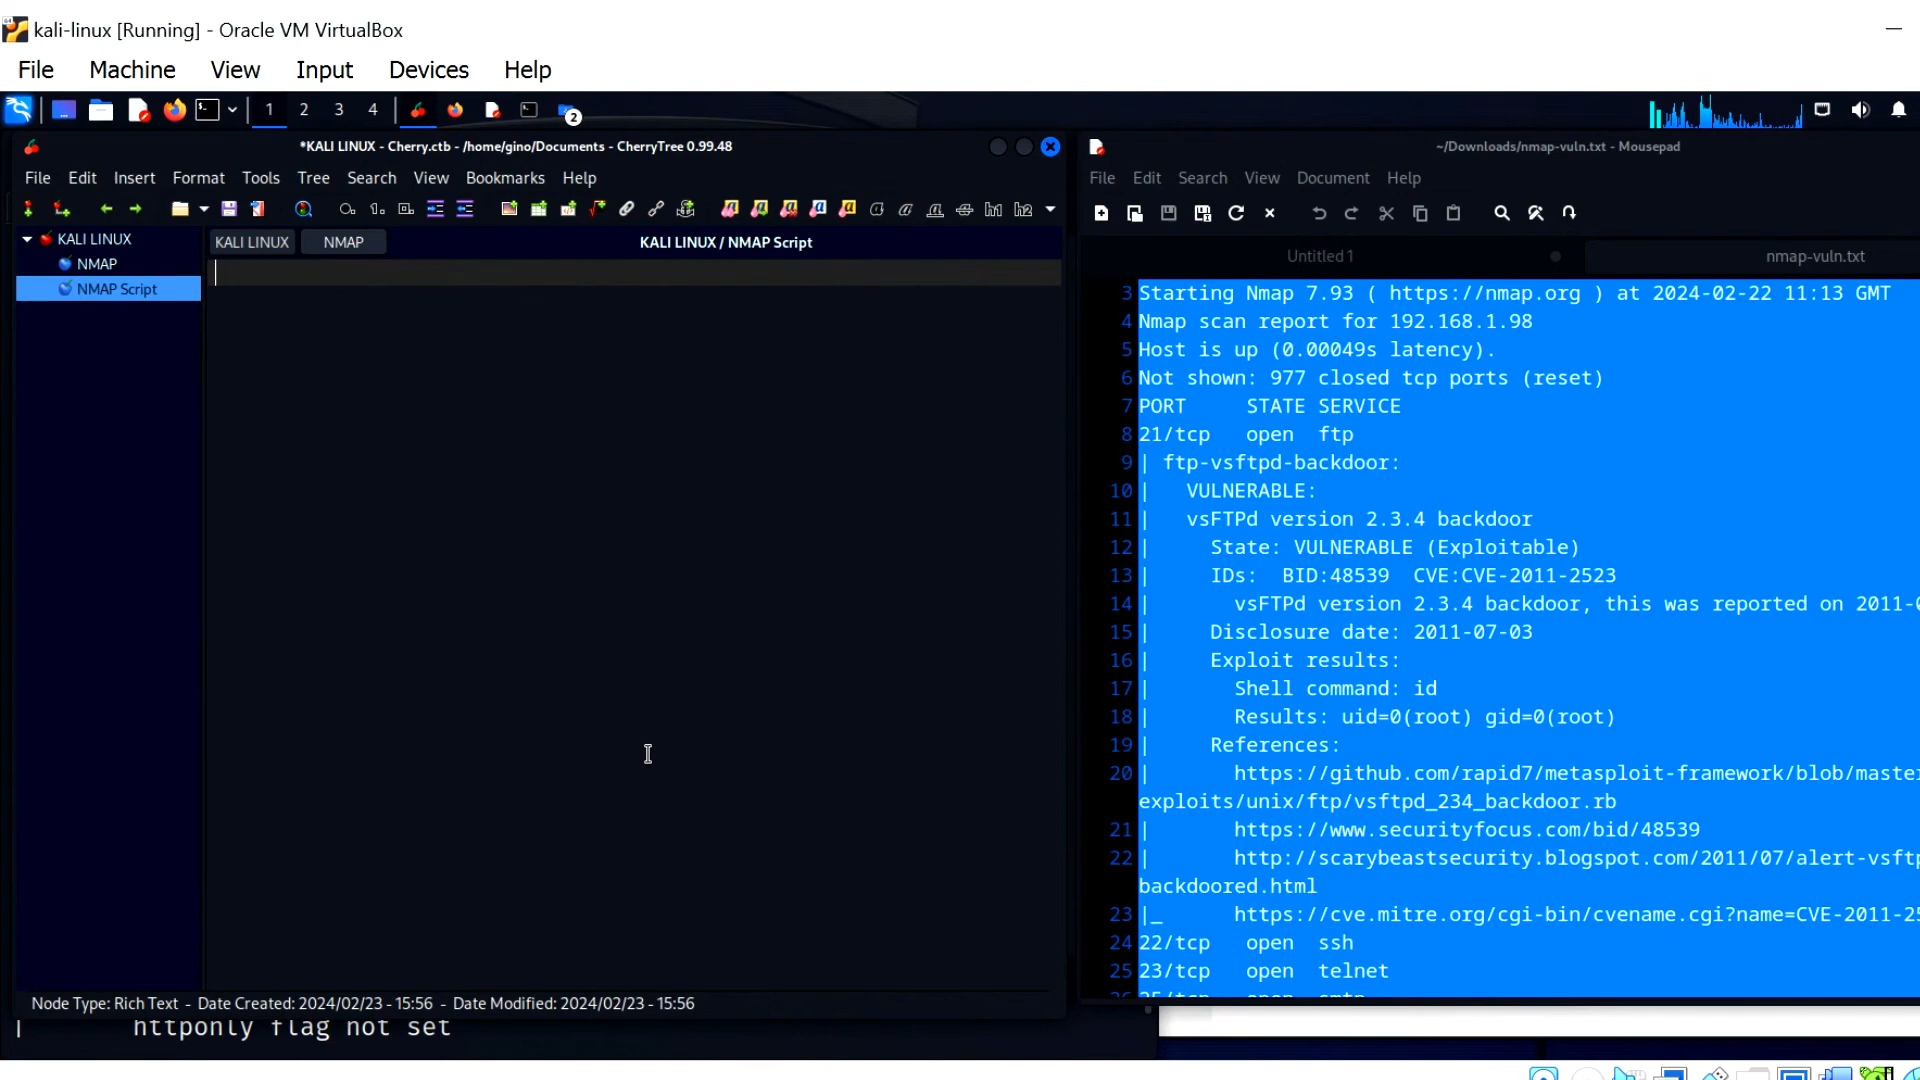 kali-linux [Running] - Oracle VM VirtualBox
File Machine View Input Devices Help
1 2 3 4
2
*KALI LINUX - Cherry.ctb - /home/gino/Documents - CherryTree 0.99.48
File Edit Insert Format Tools Tree Search View Bookmarks Help
KALI LINUX
NMAP
NMAP Script
KALI LINUX NMAP KALI LINUX / NMAP Script
Node Type: Rich Text - Date Created: 2024/02/23 - 15:56 - Date Modified: 2024/02/23 - 15:56
| httponly flag not set
~/Downloads/nmap-vuln.txt - Mousepad
File Edit Search View Document Help
Untitled 1 nmap-vuln.txt
3 Starting Nmap 7.93 ( https://nmap.org ) at 2024-02-22 11:13 GMT
4 Nmap scan report for 192.168.1.98
5 Host is up (0.00049s latency).
6 Not shown: 977 closed tcp ports (reset)
7 PORT STATE SERVICE
8 21/tcp open ftp
9 | ftp-vsftpd-backdoor:
10 | VULNERABLE:
11 | vsFTPd version 2.3.4 backdoor
12 | State: VULNERABLE (Exploitable)
13 | IDs: BID:48539 CVE:CVE-2011-2523
14 | vsFTPd version 2.3.4 backdoor, this was reported on 2011-
15 | Disclosure date: 2011-07-03
16 | Exploit results:
17 | Shell command: id
18 | Results: uid=0(root) gid=0(root)
19 | References:
20 | https://github.com/rapid7/metasploit-framework/blob/master
exploits/unix/ftp/vsftpd_234_backdoor.rb
21 | https://www.securityfocus.com/bid/48539
22 | http://scarybeastsecurity.blogspot.com/2011/07/alert-vsftp
backdoored.html
23 |_ https://cve.mitre.org/cgi-bin/cvename.cgi?name=CVE-2011-25
24 22/tcp open ssh
25 23/tcp open telnet